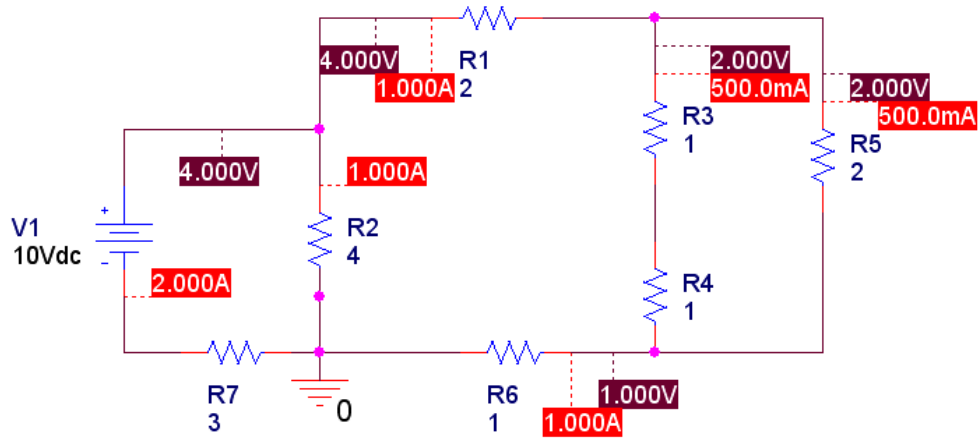 4.000V
1.000A
R1
2
2.000V
500.0mA
2.000V
500.0mA
R3
1
R5
2
4.000V
1.000A
+
V1
10Vdc
-
R2
4
2.000A
R4
1
R7
3
0
R6
1
1.000V
1.000A